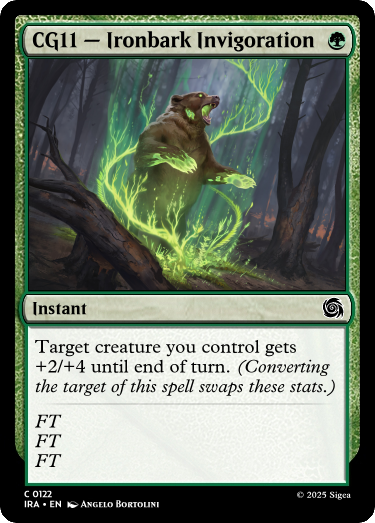 CG11 — Ironbark Invigoration
Instant
Target creature you control gets
+2/+4 until end of turn. (Converting
the target of this spell swaps these stats.)
FT
FT
FT
C 0122
IRA • EN Angelo Bortolini
© 2025 Sigea